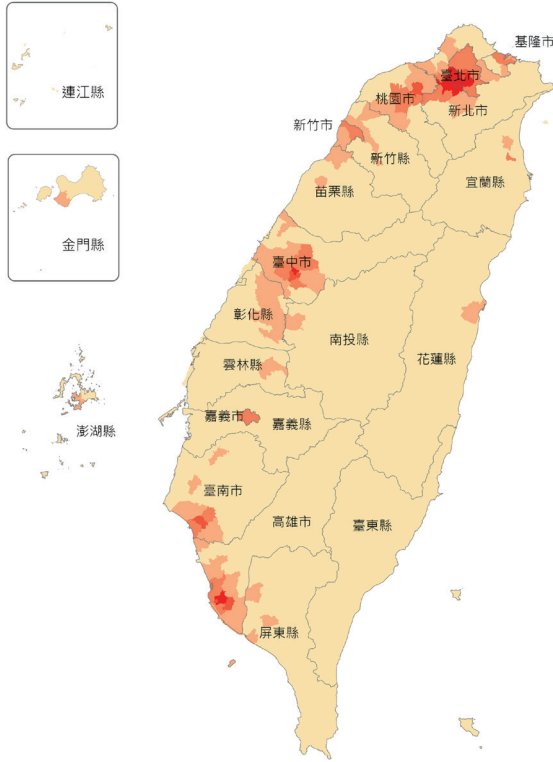 基隆市
連江縣
臺北市
桃園市
新北市
新竹市
新竹縣
苗栗縣
宜蘭縣
金門縣
臺中市
彰化縣
南投縣
花蓮縣
雲林縣
嘉義市
嘉義縣
澎湖縣
臺南市
高雄市
臺東縣
屏東縣